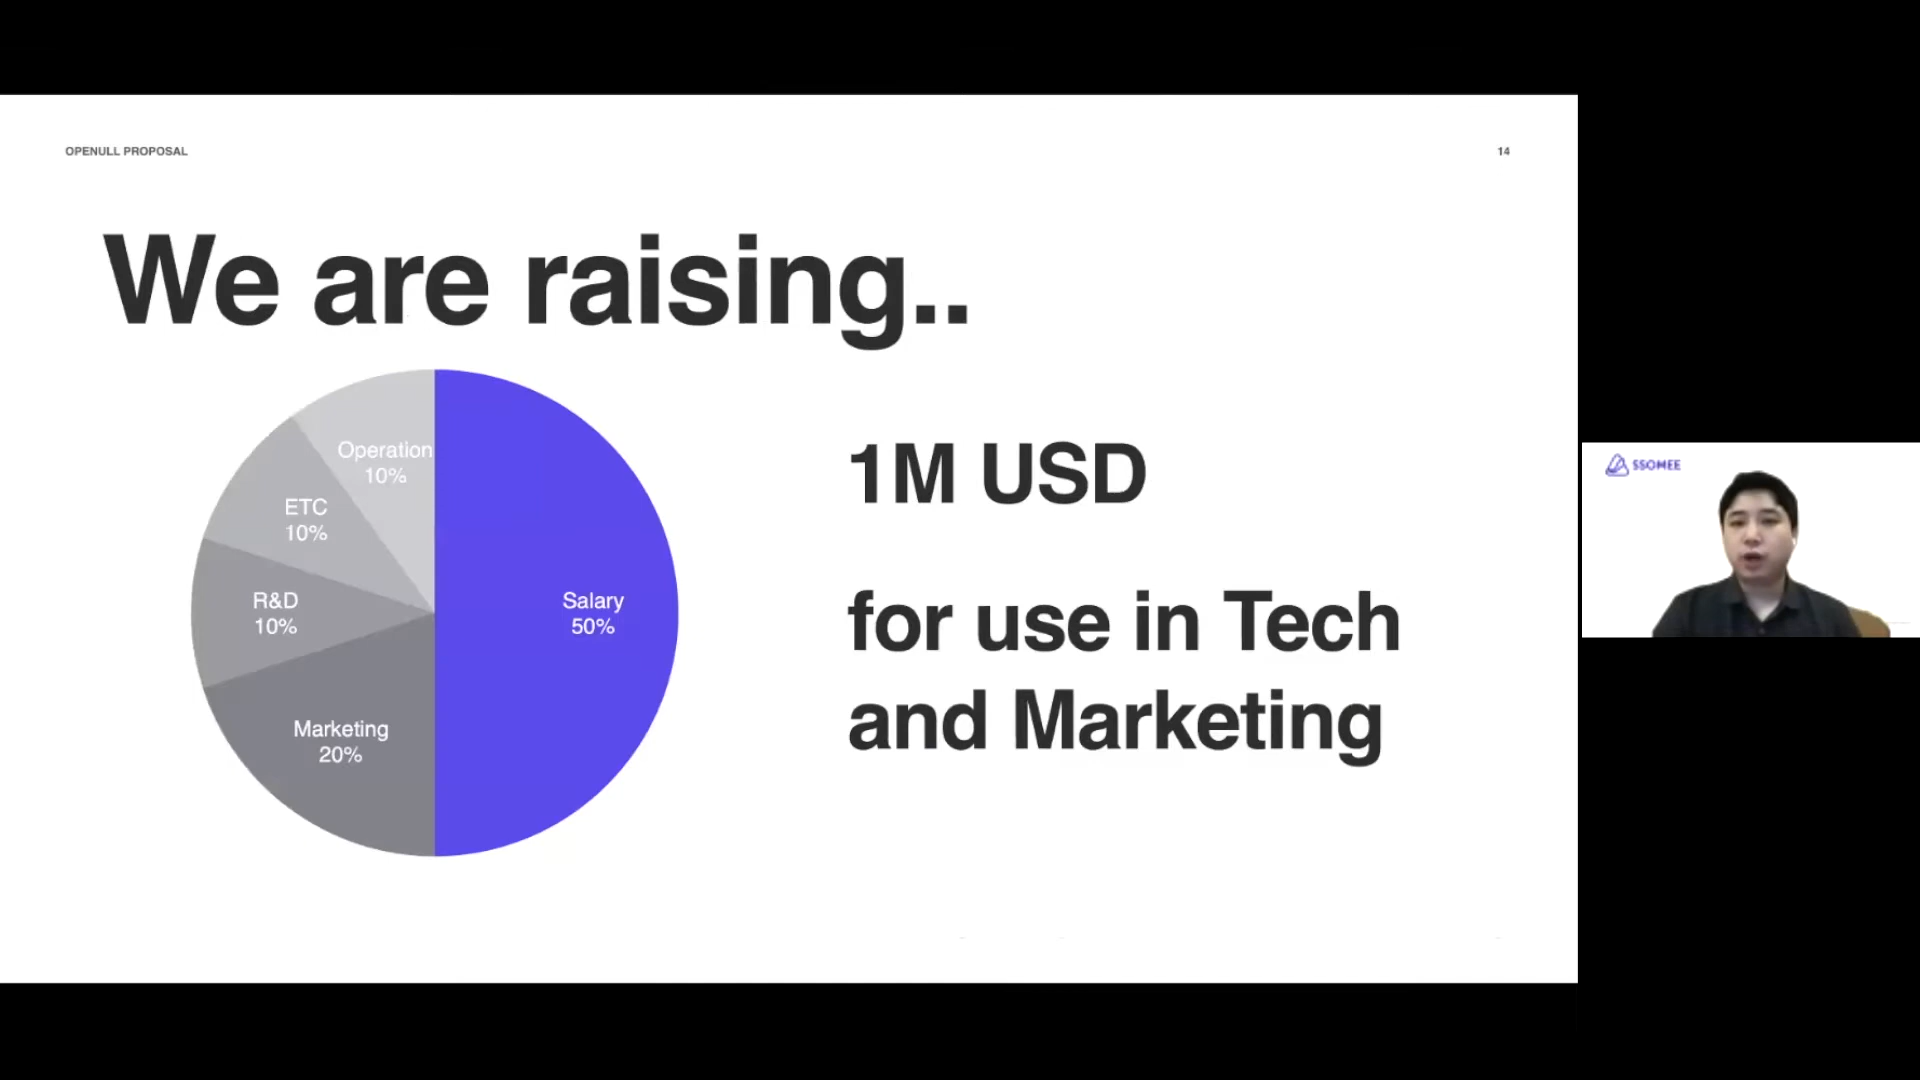 OPENULL PROPOSAL
14
We are raising..
Operation
10%
ETC
10%
R&D
10%
Marketing
20%
Salary
50%
1M USD
for use in Tech
and Marketing
SSOMEE